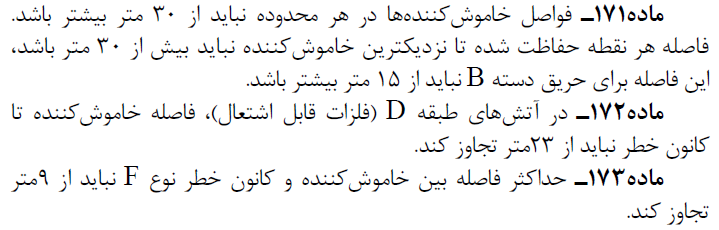 ماده۱۷۱ـ فواصل خاموش‌کننده‌ها در هر محدوده نباید از ۳۰ متر بیشتر باشد.
فاصله هر نقطه حفاظت شده تا نزدیکترین خاموش‌کننده نباید بیش از ۳۰ متر باشد،
این فاصله برای حریق دسته B نباید از ۱۵ متر بیشتر باشد.
ماده۱۷۲ـ در آتش‌های طبقه D (فلزات قابل اشتعال)، فاصله خاموش‌کننده تا
کانون خطر نباید از ۲۳متر تجاوز کند.
ماده۱۷۳ـ حداکثر فاصله بین خاموش‌کننده و کانون خطر نوع F نباید از ۹متر
تجاوز کند.